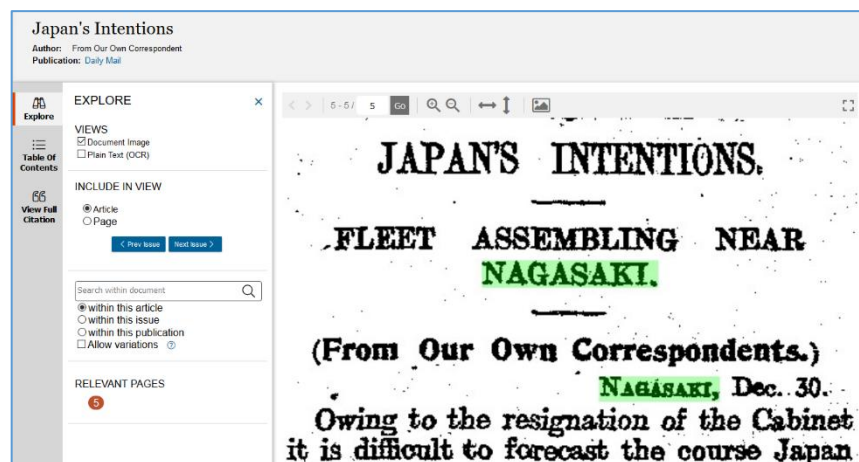 Japan's Intentions
Author: From Our Own Correspondent
Publication: Daily Mail
Explore
Table Of
Contents
View Full
Citation
EXPLORE ×
VIEWS
Document Image
Plain Text (OCR)
INCLUDE IN VIEW
Article
Page
< Prev Issue
Next Issue >
Search within document
within this article
within this issue
within this publication
Allow variations ?
RELEVANT PAGES
5
< > 5 - 5 / 5 Go
JAPAN'S INTENTIONS.
FLEET ASSEMBLING NEAR
NAGASAKI.
(From Our Own Correspondents.)
NAGASAKI, Dec. 30.
Owing to the resignation of the Cabinet
it is difficult to forecast the course Japan